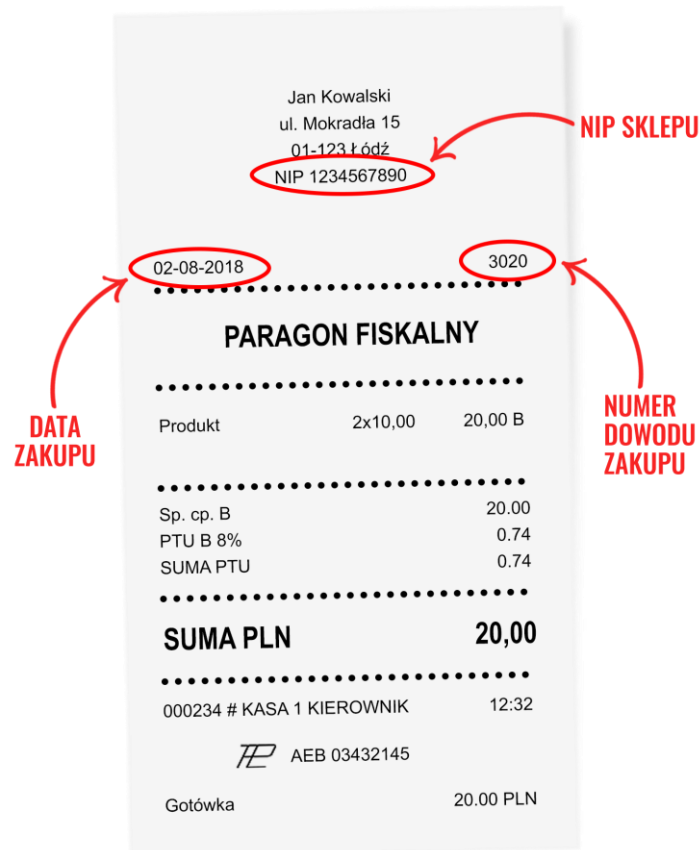 Jan Kowalski
ul. Mokradła 15
01-123 Łódź
NIP 1234567890
NIP SKLEPU
02-08-2018 3020
PARAGON FISKALNY
DATA
ZAKUPU
NUMER
DOWODU
ZAKUPU
Produkt 2x10,00 20,00 B
Sp. cp. B 20.00
PTU B 8% 0.74
SUMA PTU 0.74
SUMA PLN 20,00
000234 # KASA 1 KIEROWNIK 12:32
AEB 03432145
Gotówka 20.00 PLN